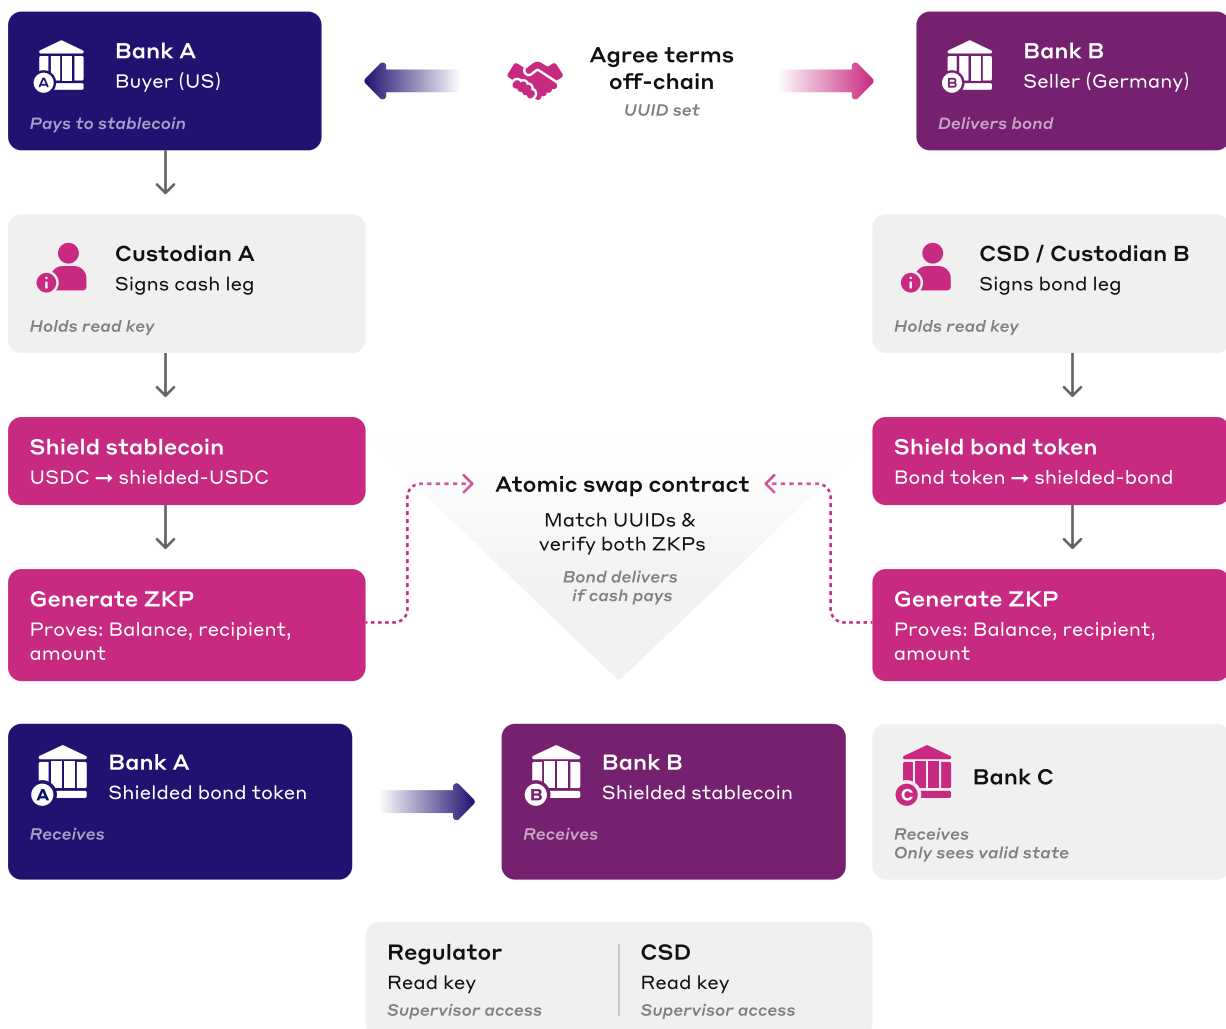 Bank A
Buyer (US)
Pays to stablecoin
A
Agree terms
off-chain
UUID set
Bank B
Seller (Germany)
Delivers bond
B
Custodian A
Signs cash leg
Holds read key
i
CSD / Custodian B
Signs bond leg
Holds read key
i
Shield stablecoin
USDC → shielded-USDC
Atomic swap contract
Match UUIDs &
verify both ZKPs
Bond delivers
if cash pays
Shield bond token
Bond token → shielded-bond
Generate ZKP
Proves: Balance, recipient,
amount
Generate ZKP
Proves: Balance, recipient,
amount
Bank A
Shielded bond token
Receives
A
Bank B
Shielded stablecoin
Receives
B
Bank C
Receives
Only sees valid state
C
Regulator
Read key
Supervisor access
CSD
Read key
Supervisor access